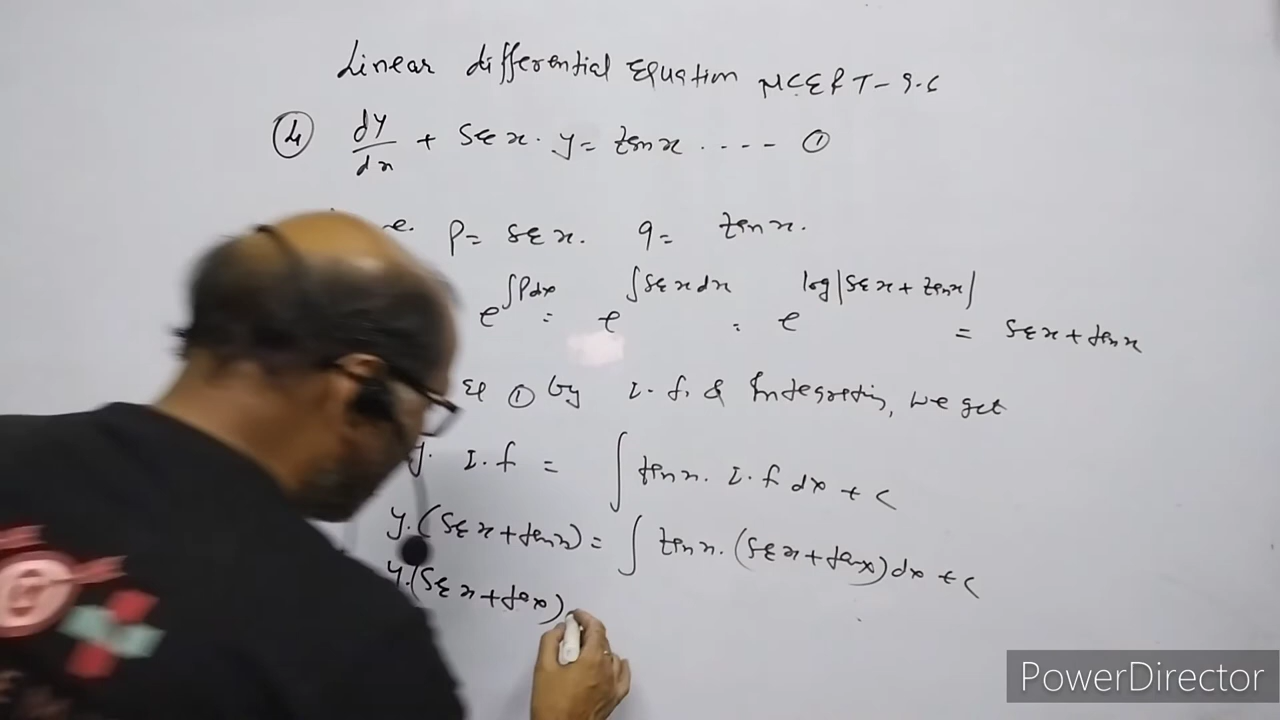 Linear differential Equation NCERT-9.6
④ dy/dx + sec x. y = tan x .... ①
e. P= sec x. q= tan x.
e^∫Pdx = e^∫sec x dx = e^log|sec x + tan x| = sec x + tan x
① by I.f. & Integrating, we get
y. I.f = ∫ tan x. I.f dx + c
y.(sec x + tan x) = ∫ tan x.(sec x + tan x)dx + c
y.(sec x + tan x)
PowerDirector